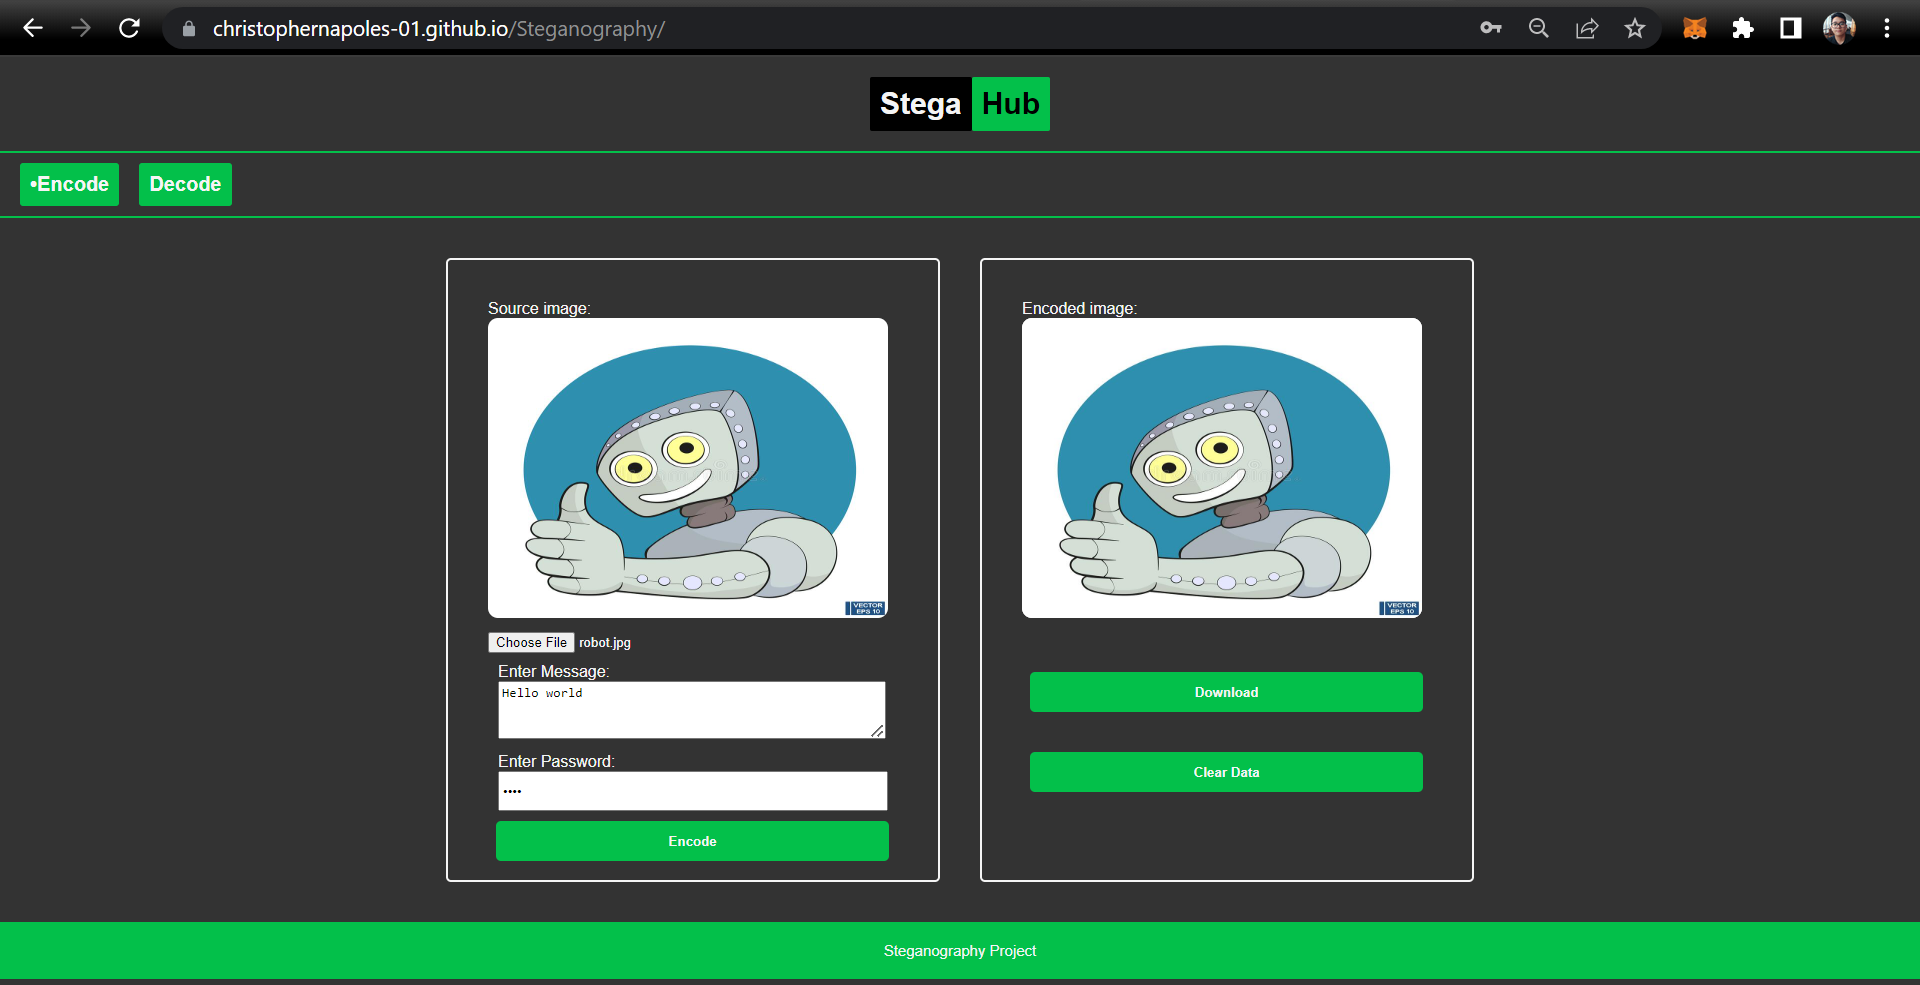 christophernapoles-01.github.io/Steganography/
Stega Hub
•Encode Decode
Source image:
VECTOR
EPS 10
Choose File robot.jpg
Enter Message:
Hello world
Enter Password:
••••
Encode
Encoded image:
VECTOR
EPS 10
Download
Clear Data
Steganography Project